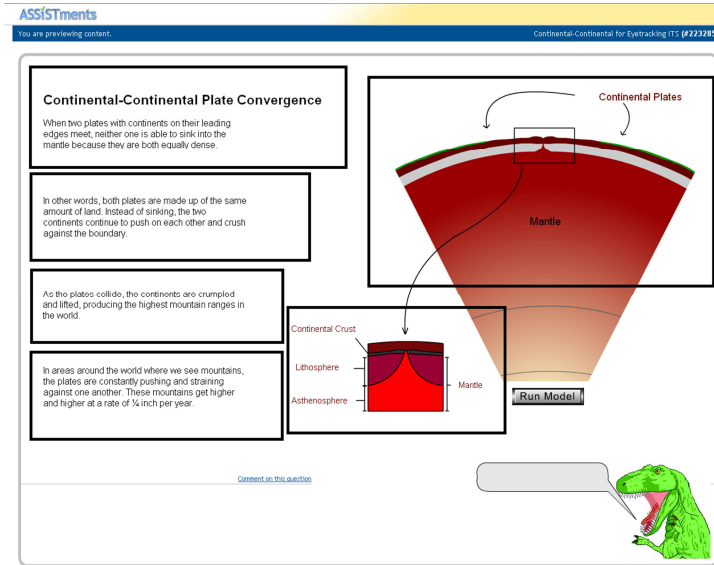 ASSISTments
You are previewing content.
Continental-Continental for Eyetracking ITS (#223285
Continental-Continental Plate Convergence
When two plates with continents on their leading
edges meet, neither one is able to sink into the
mantle because they are both equally dense.
In other words, both plates are made up of the same
amount of land. Instead of sinking, the two
continents continue to push on each other and crush
against the boundary.
As the plates collide, the continents are crumpled
and lifted, producing the highest mountain ranges in
the world.
In areas around the world where we see mountains,
the plates are constantly pushing and straining
against one another. These mountains get higher
and higher at a rate of ¼ inch per year.
Continental Plates
Mantle
Continental Crust
Lithosphere
Asthenosphere
Mantle
Run Model
Comment on this question